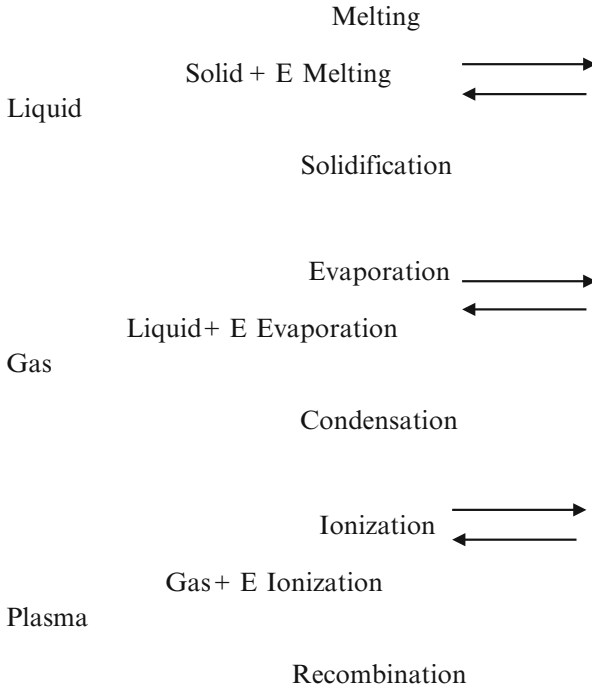 Melting
Solid + E Melting
Liquid
Solidification
Evaporation
Liquid+ E Evaporation
Gas
Condensation
Ionization
Gas+ E Ionization
Plasma
Recombination